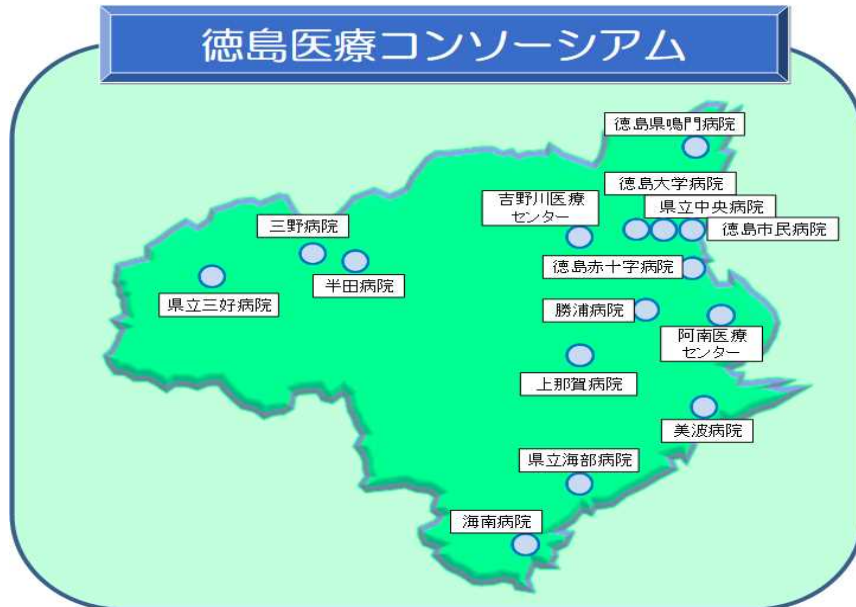 徳島医療コンソーシアム
徳島県鳴門病院
徳島大学病院
吉野川医療
センター
県立中央病院
三野病院
徳島市民病院
半田病院
徳島赤十字病院
県立三好病院
勝浦病院
阿南医療
センター
上那賀病院
美波病院
県立海部病院
海南病院